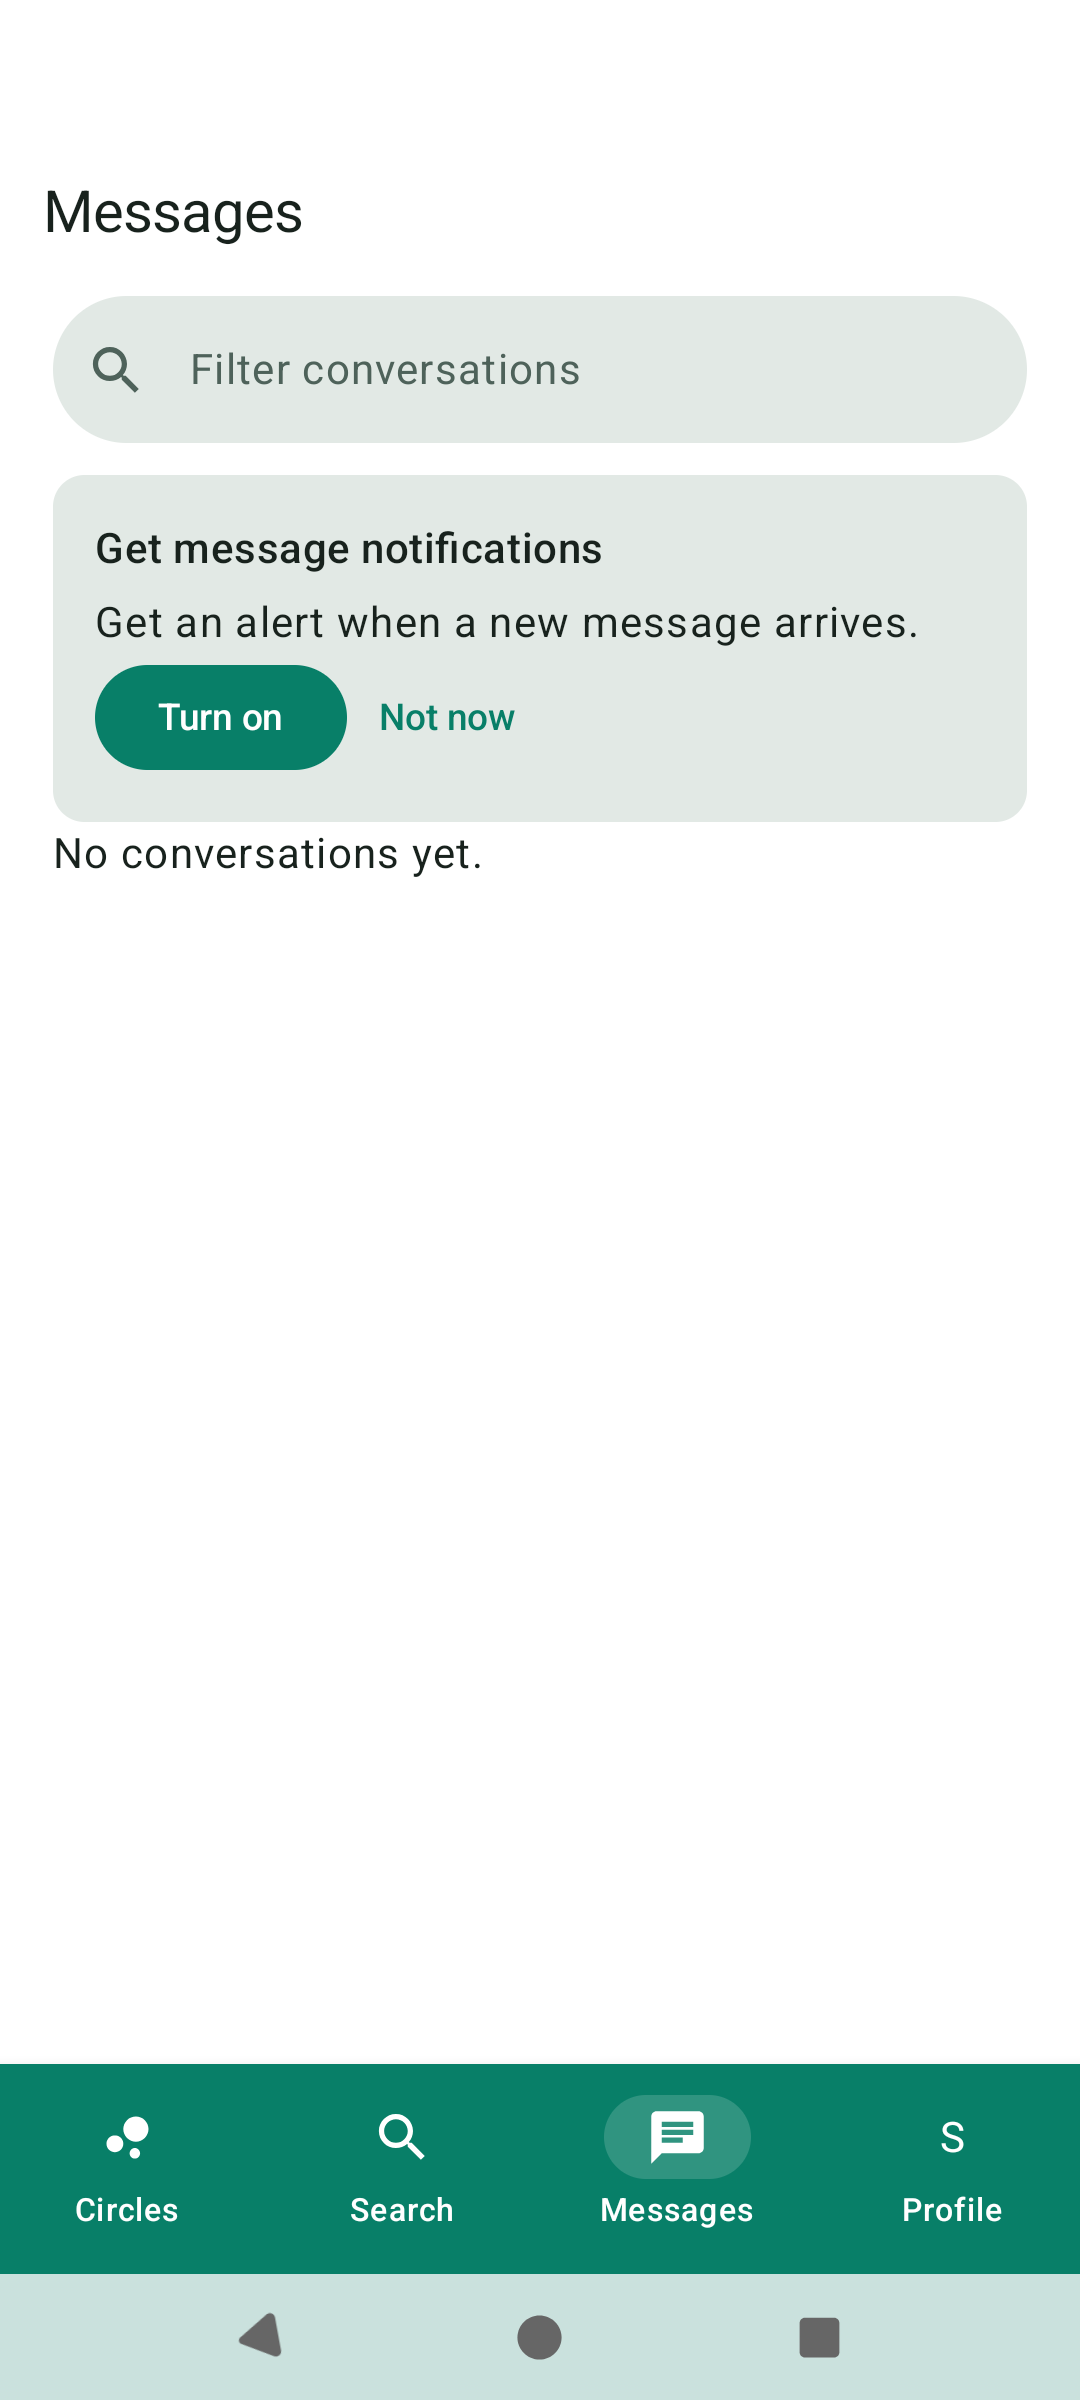 Messages
Filter conversations
Get message notifications
Get an alert when a new message arrives.
Turn on
Not now
No conversations yet.
S
Circles
Search
Messages
Profile